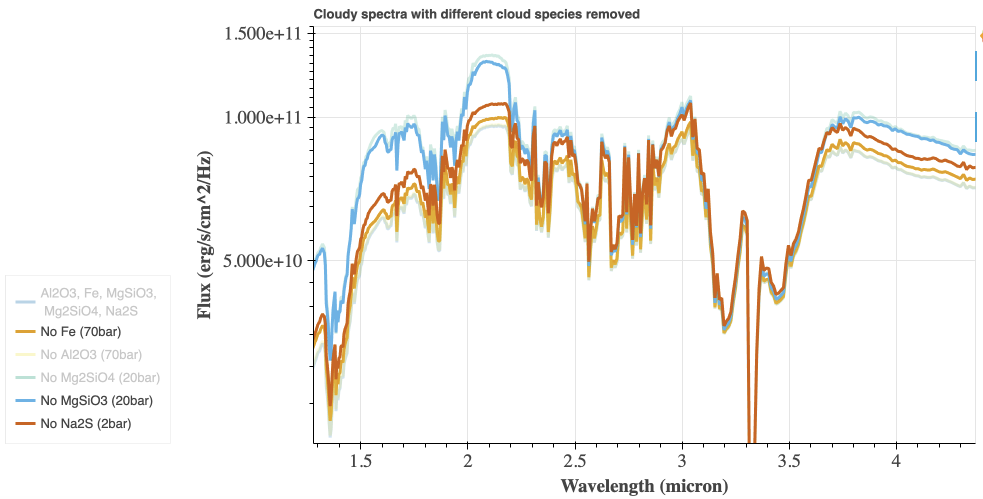 Cloudy spectra with different cloud species removed
1.500e+11
1.000e+11
5.000e+10
Flux (erg/s/cm^2/Hz)
Al2O3, Fe, MgSiO3,
Mg2SiO4, Na2S
No Fe (70bar)
No Al2O3 (70bar)
No Mg2SiO4 (20bar)
No MgSiO3 (20bar)
No Na2S (2bar)
1.5 2 2.5 3 3.5 4
Wavelength (micron)